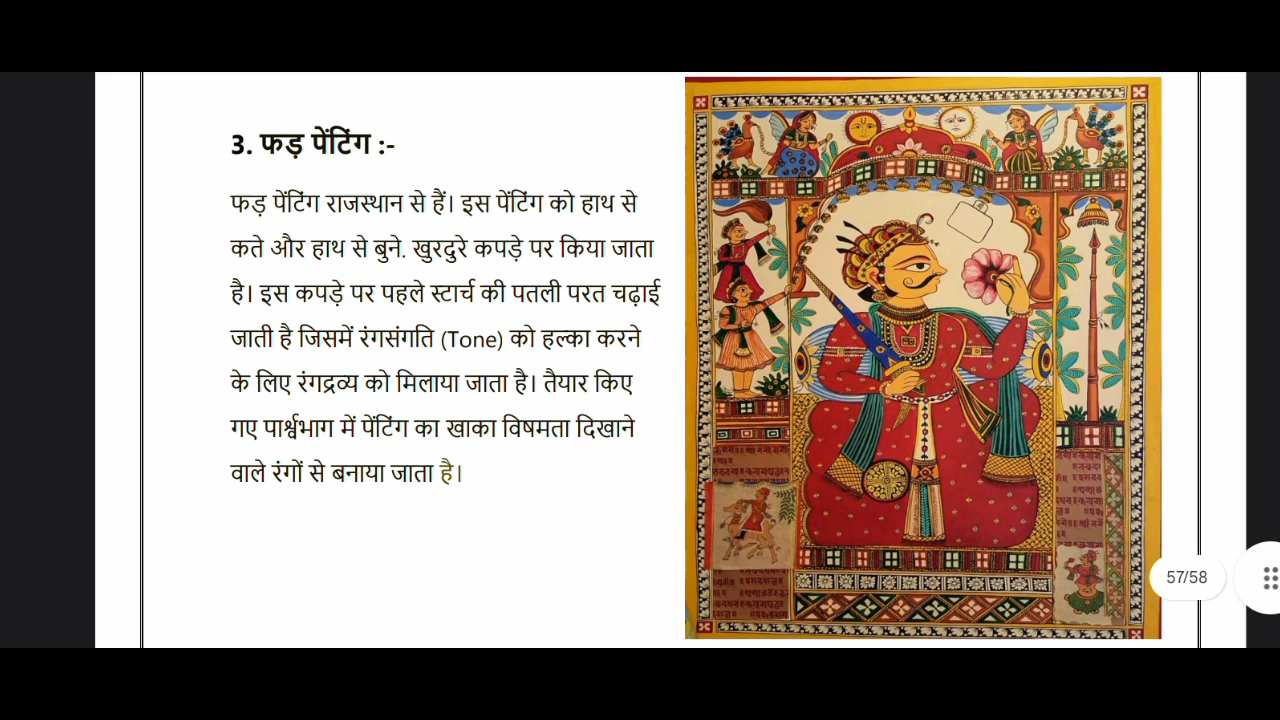 3. फड़ पेंटिंग :-
फड़ पेंटिंग राजस्थान से हैं। इस पेंटिंग को हाथ से
कते और हाथ से बुने. खुरदुरे कपड़े पर किया जाता
है। इस कपड़े पर पहले स्टार्च की पतली परत चढ़ाई
जाती है जिसमें रंगसंगति (Tone) को हल्का करने
के लिए रंगद्रव्य को मिलाया जाता है। तैयार किए
गए पार्श्वभाग में पेंटिंग का खाका विषमता दिखाने
वाले रंगों से बनाया जाता है।
57/58